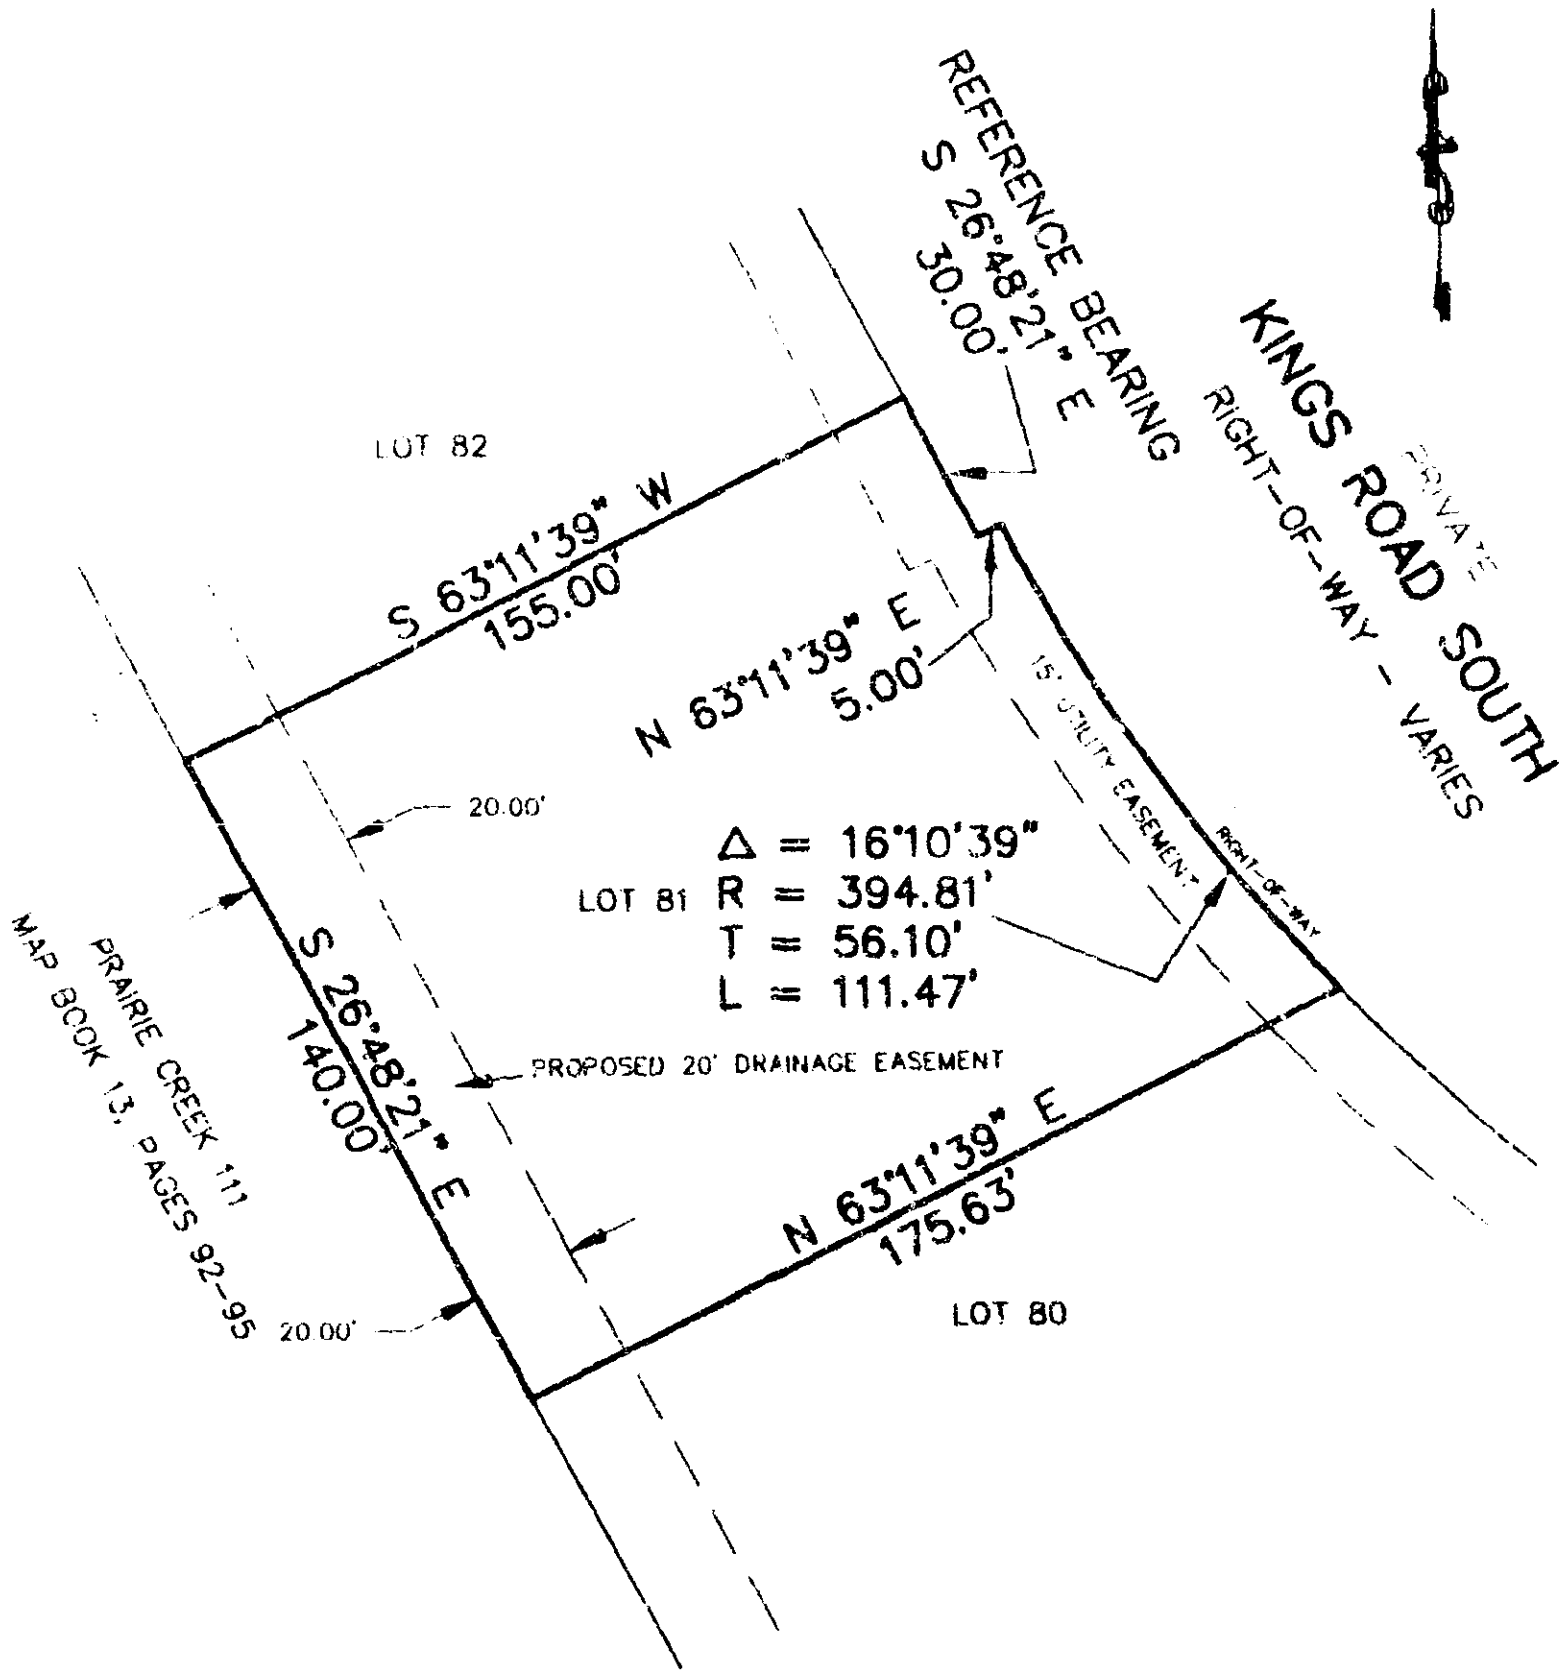 REFERENCE BEARING
S 26°48'21" E
30.00'
KINGS ROAD SOUTH
PRIVATE
RIGHT-OF-WAY - VARIES
LOT 82
S 63°11'39" W
155.00'
N 63°11'39" E
5.00'
15' UTILITY EASEMENT
RIGHT-OF-WAY
20.00'
Δ = 16°10'39"
LOT 81 R = 394.81'
T = 56.10'
L = 111.47'
S 26°48'21" E
140.00'
PRAIRIE CREEK 111
MAP BOOK 13, PAGES 92-95
PROPOSED 20' DRAINAGE EASEMENT
N 63°11'39" E
175.63'
20.00'
LOT 80